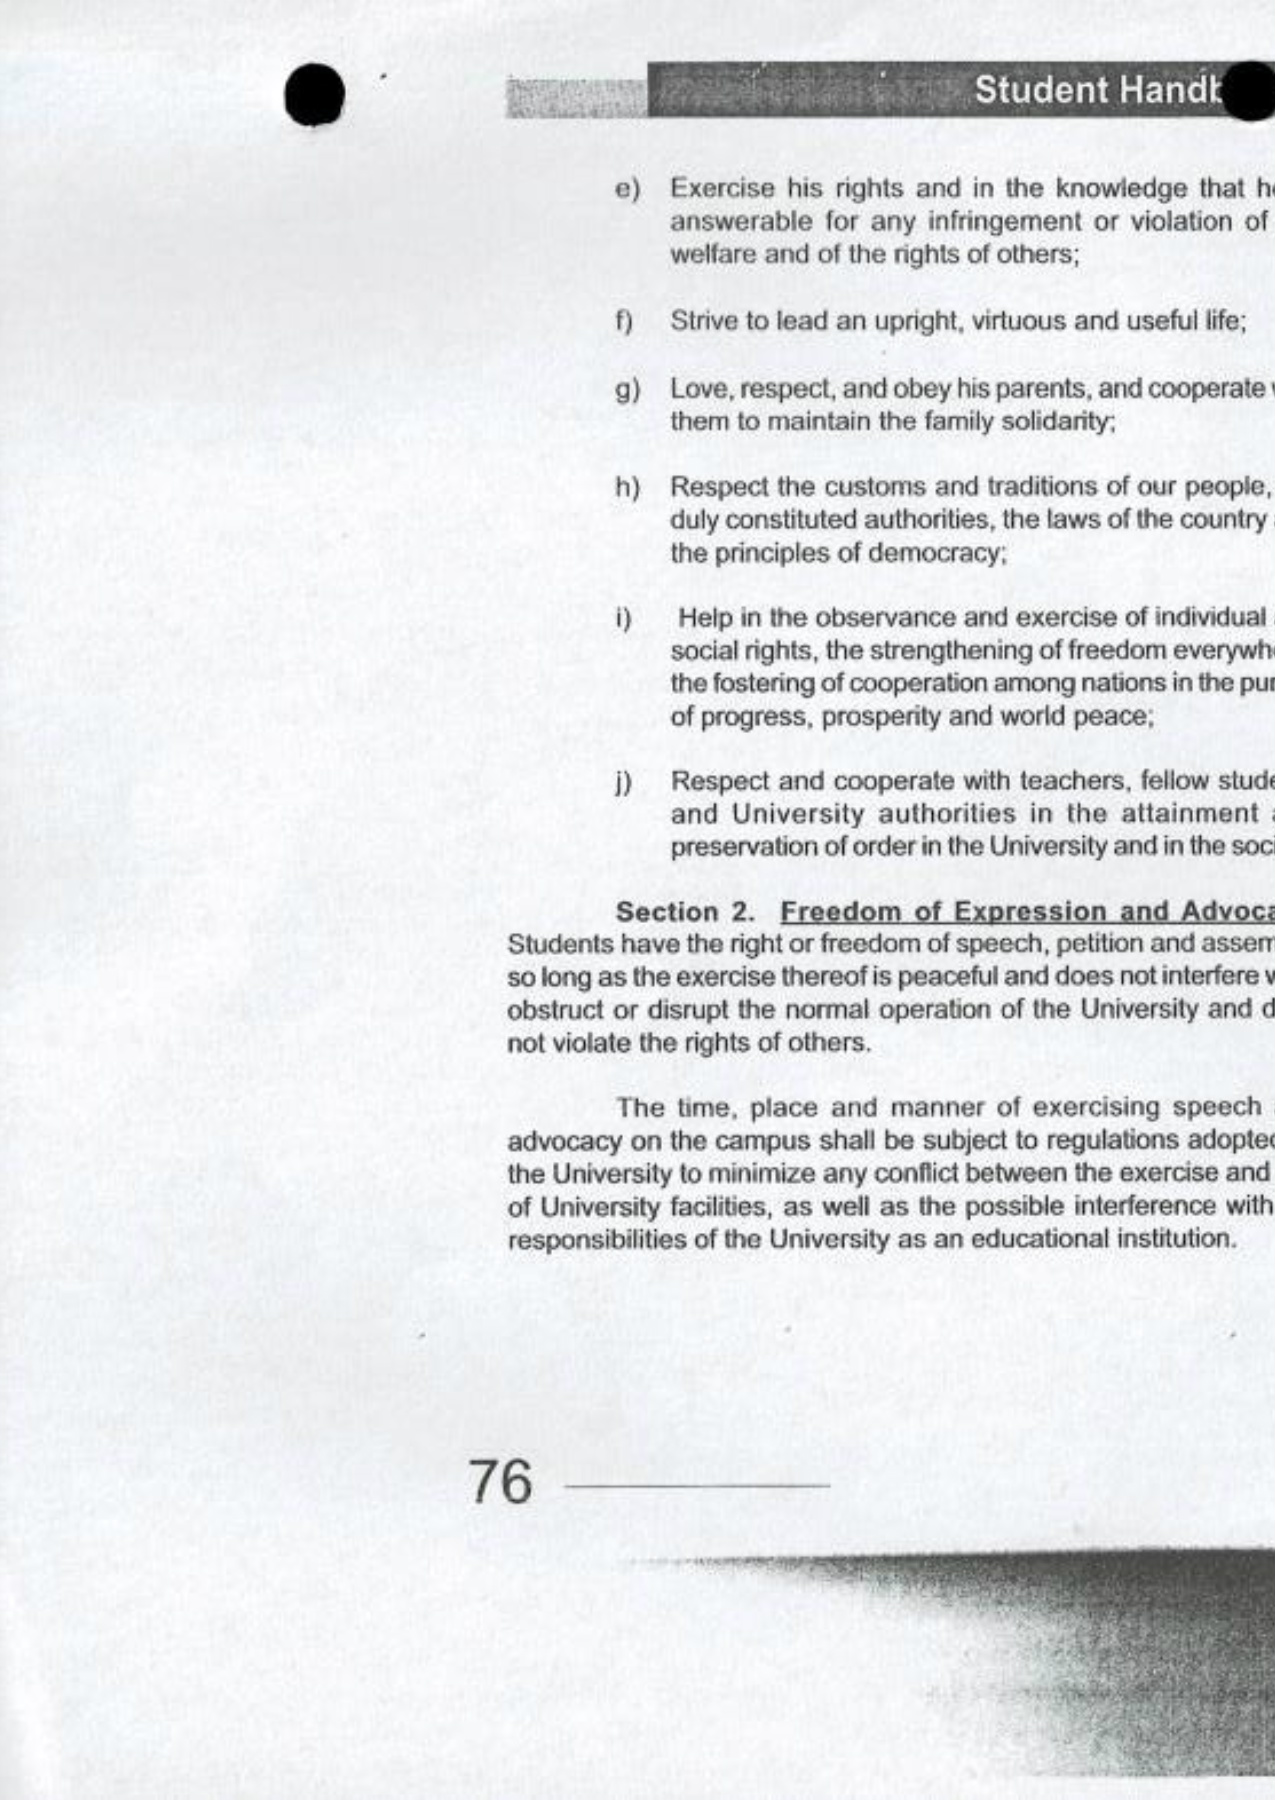 Student Handb
e) Exercise his rights and in the knowledge that he
answerable for any infringement or violation of
welfare and of the rights of others;
f) Strive to lead an upright, virtuous and useful life;
g) Love, respect, and obey his parents, and cooperate
them to maintain the family solidarity;
h) Respect the customs and traditions of our people,
duly constituted authorities, the laws of the country
the principles of democracy;
i) Help in the observance and exercise of individual
social rights, the strengthening of freedom everywhe
the fostering of cooperation among nations in the pur
of progress, prosperity and world peace;
j) Respect and cooperate with teachers, fellow stude
and University authorities in the attainment
preservation of order in the University and in the soci
Section 2. Freedom of Expression and Advoca
Students have the right or freedom of speech, petition and assem
so long as the exercise thereof is peaceful and does not interfere w
obstruct or disrupt the normal operation of the University and d
not violate the rights of others.
The time, place and manner of exercising speech
advocacy on the campus shall be subject to regulations adopted
the University to minimize any conflict between the exercise and
of University facilities, as well as the possible interference with
responsibilities of the University as an educational institution.
76